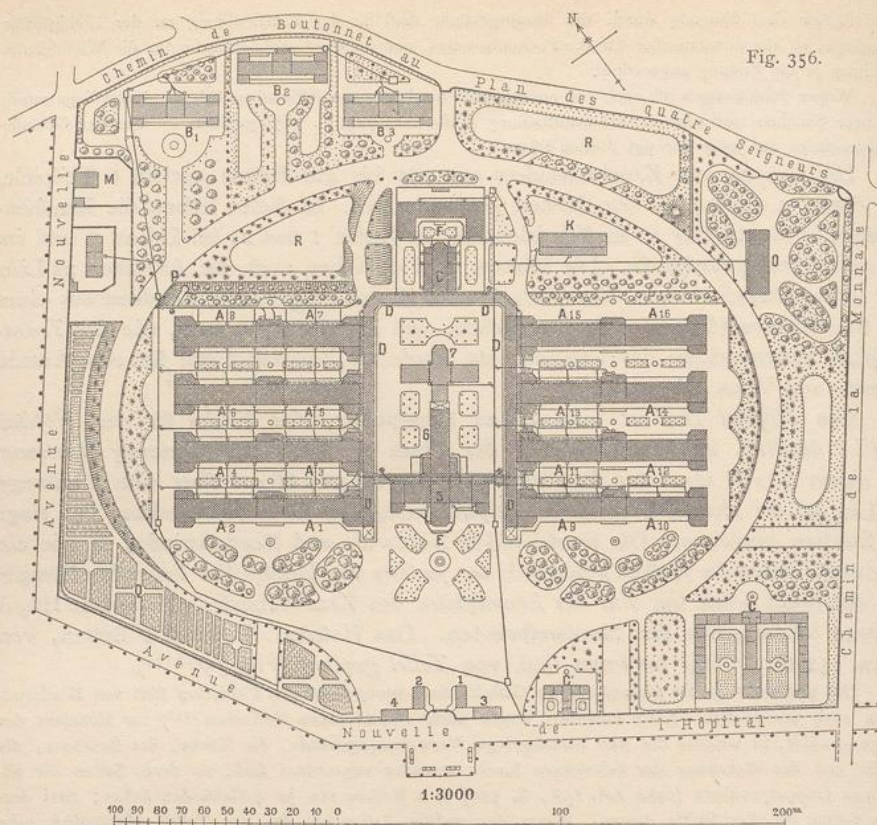 Fig. 356.
N
Chemin de Boutonnet au Plan des quatre Seigneurs
B1
B2
B3
R
M
Avenue Nouvelle
F
K
O
R
P
C
Chemin de la Monnaie
A8
A7
D
D
A15
A16
D
D
7
A6
A5
A13
A14
6
A4
A3
A11
A12
D
5
D
A2
A1
E
A9
A10
Q
C
C
2
1
4
3
Avenue Nouvelle de l'Hôpital
1:3000
100 90 80 70 60 50 40 30 20 10 0 100 200m